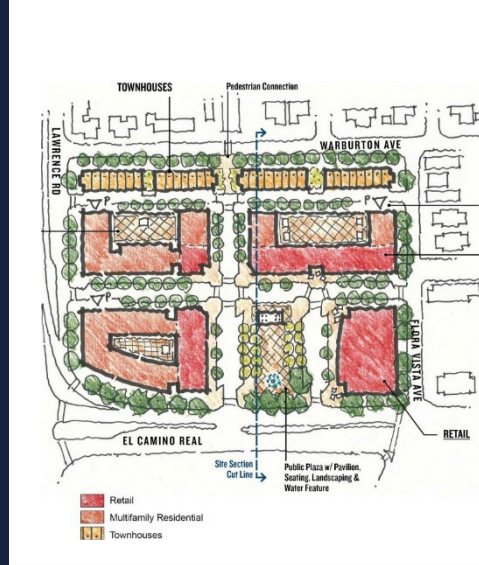 TOWNHOUSES
Pedestrian Connection
LAWRENCE RD
WARBURTON AVE
P
P
P
FLORA VISTA AVE
EL CAMINO REAL
RETAIL
Site Section
Cut Line
Public Plaza w/ Pavilion,
Seating, Landscaping &
Water Feature
Retail
Multifamily Residential
Townhouses